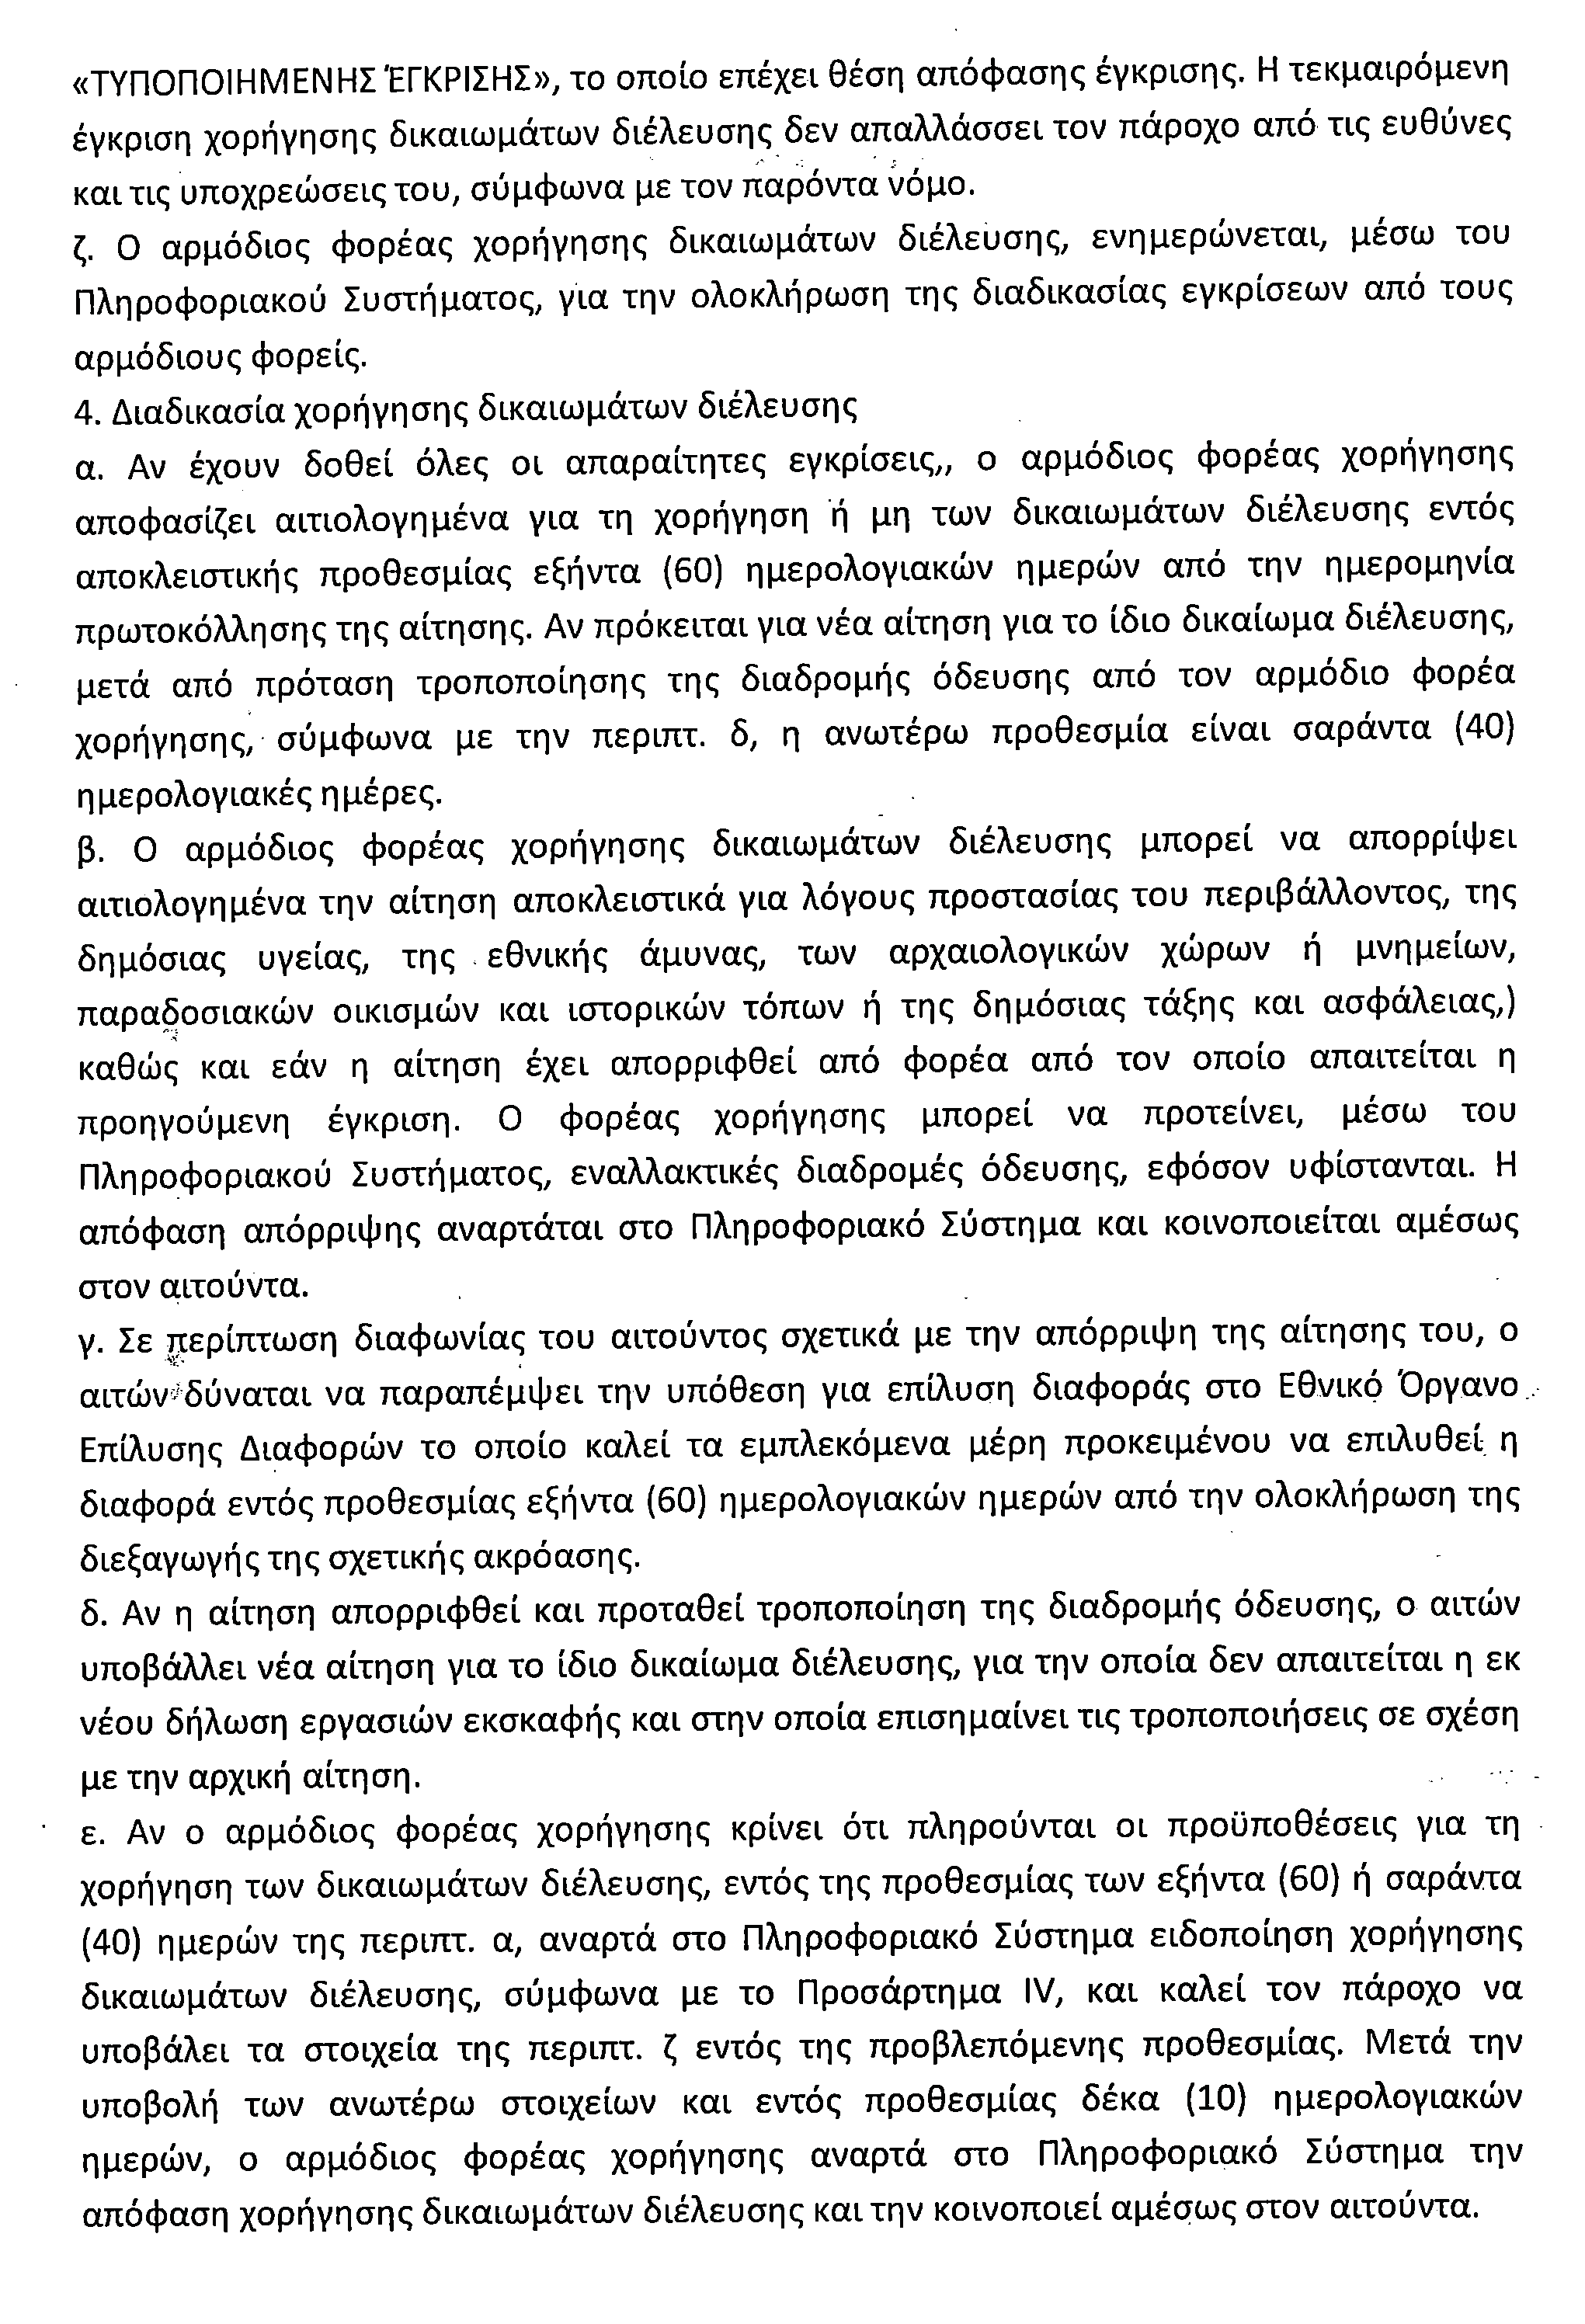 «ΤΥΠΟΠΟΙΗΜΕΝΗΣ ΈΓΚΡΙΣΗΣ», το οποίο επέχει θέση απόφασης έγκρισης. Η τεκμαιρόμενη
έγκριση χορήγησης δικαιωμάτων διέλευσης δεν απαλλάσσει τον πάροχο από τις ευθύνες
και τις υποχρεώσεις του, σύμφωνα με τον παρόντα νόμο.
ζ. Ο αρμόδιος φορέας χορήγησης δικαιωμάτων διέλευσης, ενημερώνεται, μέσω του
Πληροφοριακού Συστήματος, για την ολοκλήρωση της διαδικασίας εγκρίσεων από τους
αρμόδιους φορείς.
4. Διαδικασία χορήγησης δικαιωμάτων διέλευσης
α. Αν έχουν δοθεί όλες οι απαραίτητες εγκρίσεις,, ο αρμόδιος φορέας χορήγησης
αποφασίζει αιτιολογημένα για τη χορήγηση ή μη των δικαιωμάτων διέλευσης εντός
αποκλειστικής προθεσμίας εξήντα (60) ημερολογιακών ημερών από την ημερομηνία
πρωτοκόλλησης της αίτησης. Αν πρόκειται για νέα αίτηση για το ίδιο δικαίωμα διέλευσης,
μετά από πρόταση τροποποίησης της διαδρομής όδευσης από τον αρμόδιο φορέα
χορήγησης, σύμφωνα με την περιπτ. δ, η ανωτέρω προθεσμία είναι σαράντα (40)
ημερολογιακές ημέρες.
β. Ο αρμόδιος φορέας χορήγησης δικαιωμάτων διέλευσης μπορεί να απορρίψει
αιτιολογημένα την αίτηση αποκλειστικά για λόγους προστασίας του περιβάλλοντος, της
δημόσιας υγείας, της εθνικής άμυνας, των αρχαιολογικών χώρων ή μνημείων,
παραδοσιακών οικισμών και ιστορικών τόπων ή της δημόσιας τάξης και ασφάλειας,)
καθώς και εάν η αίτηση έχει απορριφθεί από φορέα από τον οποίο απαιτείται η
προηγούμενη έγκριση. Ο φορέας χορήγησης μπορεί να προτείνει, μέσω του
Πληροφοριακού Συστήματος, εναλλακτικές διαδρομές όδευσης, εφόσον υφίστανται. Η
απόφαση απόρριψης αναρτάται στο Πληροφοριακό Σύστημα και κοινοποιείται αμέσως
στον αιτούντα.
γ. Σε περίπτωση διαφωνίας του αιτούντος σχετικά με την απόρριψη της αίτησης του, ο
αιτών δύναται να παραπέμψει την υπόθεση για επίλυση διαφοράς στο Εθνικό Όργανο
Επίλυσης Διαφορών το οποίο καλεί τα εμπλεκόμενα μέρη προκειμένου να επιλυθεί η
διαφορά εντός προθεσμίας εξήντα (60) ημερολογιακών ημερών από την ολοκλήρωση της
διεξαγωγής της σχετικής ακρόασης.
δ. Αν η αίτηση απορριφθεί και προταθεί τροποποίηση της διαδρομής όδευσης, ο αιτών
υποβάλλει νέα αίτηση για το ίδιο δικαίωμα διέλευσης, για την οποία δεν απαιτείται η εκ
νέου δήλωση εργασιών εκσκαφής και στην οποία επισημαίνει τις τροποποιήσεις σε σχέση
με την αρχική αίτηση.
ε. Αν ο αρμόδιος φορέας χορήγησης κρίνει ότι πληρούνται οι προϋποθέσεις για τη
χορήγηση των δικαιωμάτων διέλευσης, εντός της προθεσμίας των εξήντα (60) ή σαράντα
(40) ημερών της περιπτ. α, αναρτά στο Πληροφοριακό Σύστημα ειδοποίηση χορήγησης
δικαιωμάτων διέλευσης, σύμφωνα με το Προσάρτημα IV, και καλεί τον πάροχο να
υποβάλει τα στοιχεία της περιπτ. ζ εντός της προβλεπόμενης προθεσμίας. Μετά την
υποβολή των ανωτέρω στοιχείων και εντός προθεσμίας δέκα (10) ημερολογιακών
ημερών, ο αρμόδιος φορέας χορήγησης αναρτά στο Πληροφοριακό Σύστημα την
απόφαση χορήγησης δικαιωμάτων διέλευσης και την κοινοποιεί αμέσως στον αιτούντα.